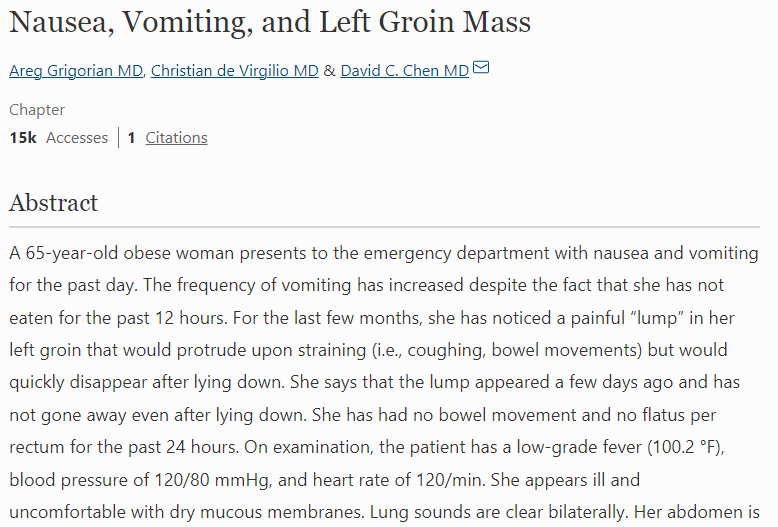 Nausea, Vomiting, and Left Groin Mass
Areg Grigorian MD, Christian de Virgilio MD & David C. Chen MD
Chapter
15k Accesses | 1 Citations
Abstract
A 65-year-old obese woman presents to the emergency department with nausea and vomiting
for the past day. The frequency of vomiting has increased despite the fact that she has not
eaten for the past 12 hours. For the last few months, she has noticed a painful “lump” in her
left groin that would protrude upon straining (i.e., coughing, bowel movements) but would
quickly disappear after lying down. She says that the lump appeared a few days ago and has
not gone away even after lying down. She has had no bowel movement and no flatus per
rectum for the past 24 hours. On examination, the patient has a low-grade fever (100.2 °F),
blood pressure of 120/80 mmHg, and heart rate of 120/min. She appears ill and
uncomfortable with dry mucous membranes. Lung sounds are clear bilaterally. Her abdomen is